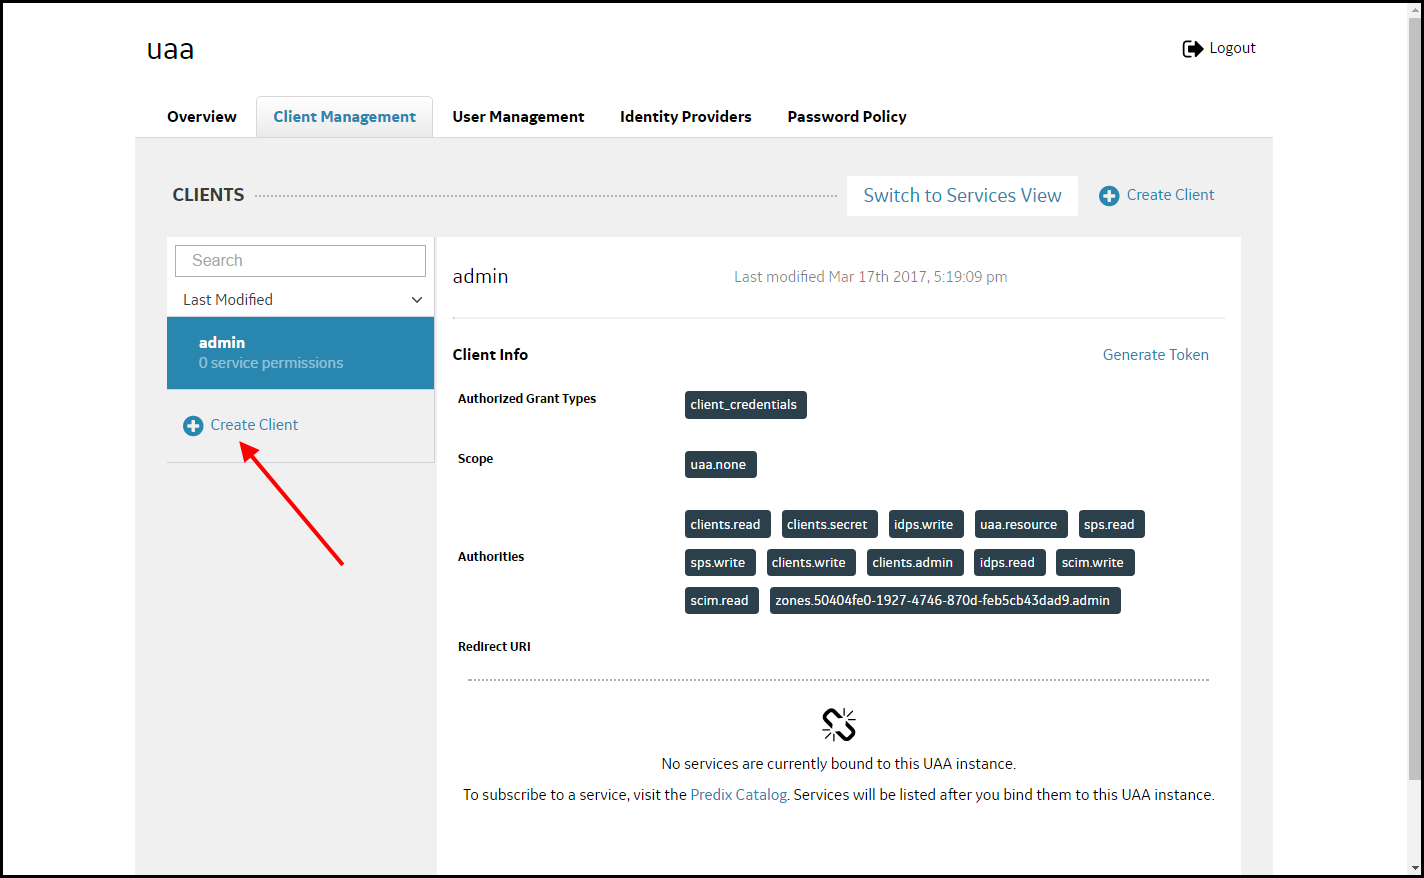 uaa
Logout
Overview
Client Management
User Management
Identity Providers
Password Policy
CLIENTS
Switch to Services View
Create Client
Search
Last Modified
admin
0 service permissions
Create Client
admin
Last modified Mar 17th 2017, 5:19:09 pm
Client Info
Generate Token
Authorized Grant Types
client_credentials
Scope
uaa.none
Authorities
clients.read clients.secret idps.write uaa.resource sps.read
sps.write clients.write clients.admin idps.read scim.write
scim.read zones.50404fe0-1927-4746-870d-feb5cb43dad9.admin
Redirect URI
No services are currently bound to this UAA instance.
To subscribe to a service, visit the Predix Catalog. Services will be listed after you bind them to this UAA instance.